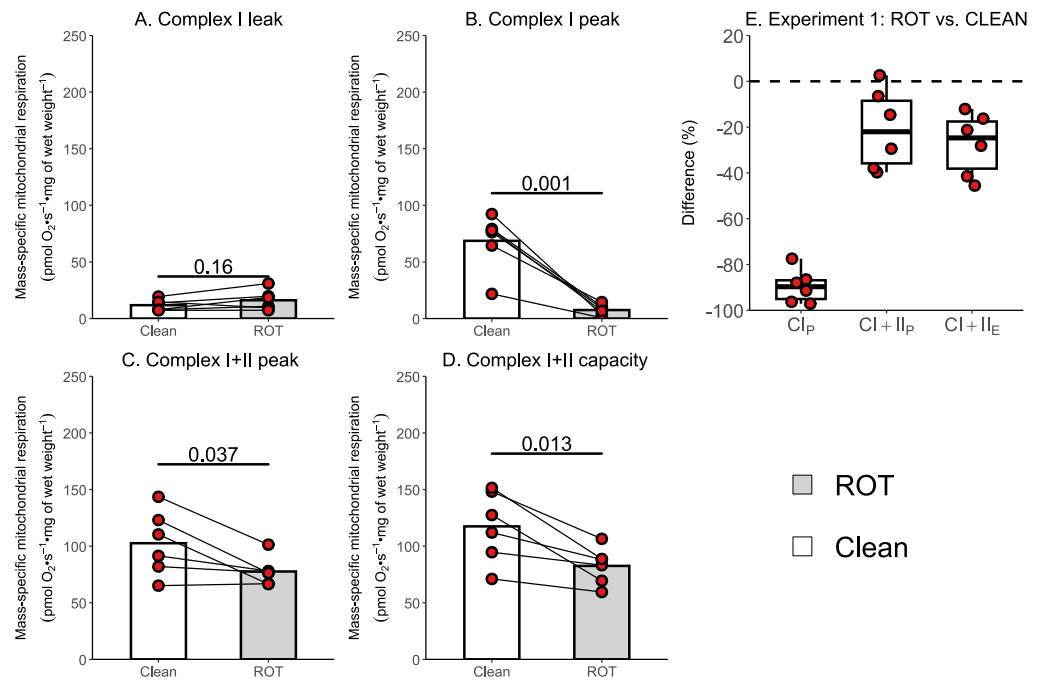 A. Complex I leak
Mass-specific mitochondrial respiration
(pmol O₂•s⁻¹•mg of wet weight⁻¹)
250
200
150
100
50
0
0.16
Clean
ROT
B. Complex I peak
Mass-specific mitochondrial respiration
(pmol O₂•s⁻¹•mg of wet weight⁻¹)
250
200
150
100
50
0
0.001
Clean
ROT
E. Experiment 1: ROT vs. CLEAN
Difference (%)
20
0
-20
-40
-60
-80
-100
CI_P
CI + II_P
CI + II_E
C. Complex I+II peak
Mass-specific mitochondrial respiration
(pmol O₂•s⁻¹•mg of wet weight⁻¹)
250
200
150
100
50
0
0.037
Clean
ROT
D. Complex I+II capacity
Mass-specific mitochondrial respiration
(pmol O₂•s⁻¹•mg of wet weight⁻¹)
250
200
150
100
50
0
0.013
Clean
ROT
ROT
Clean